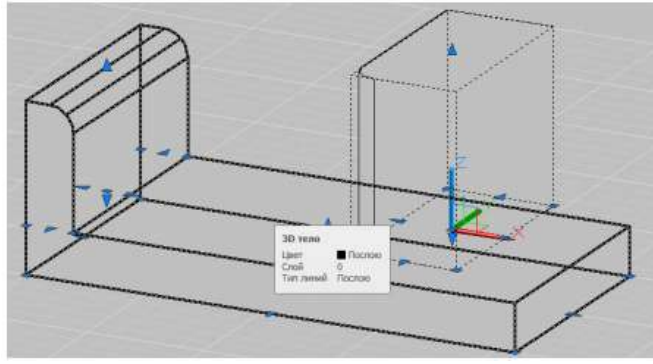 Z
X
3D тело
Цвет Послою
Слой 0
Тип линий Послою